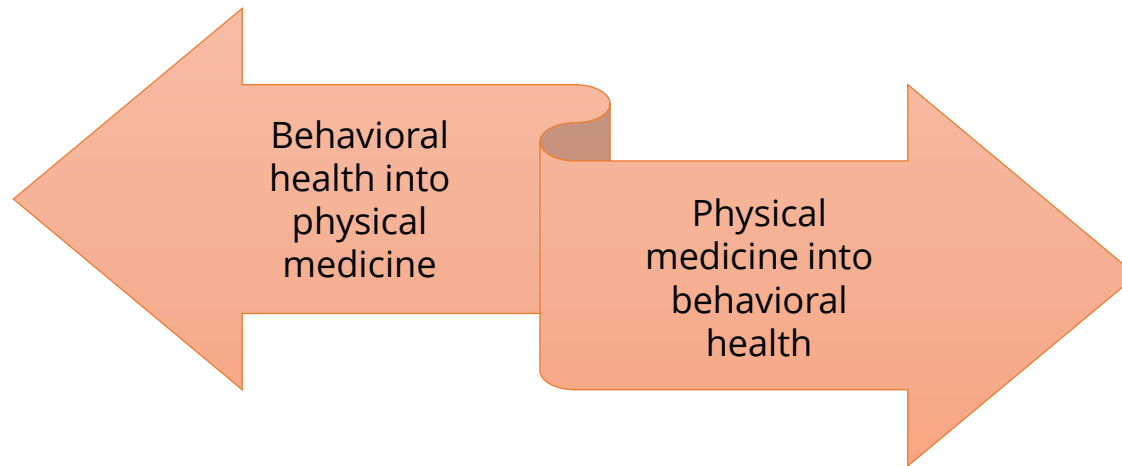 Behavioral
health into
physical
medicine
Physical
medicine into
behavioral
health